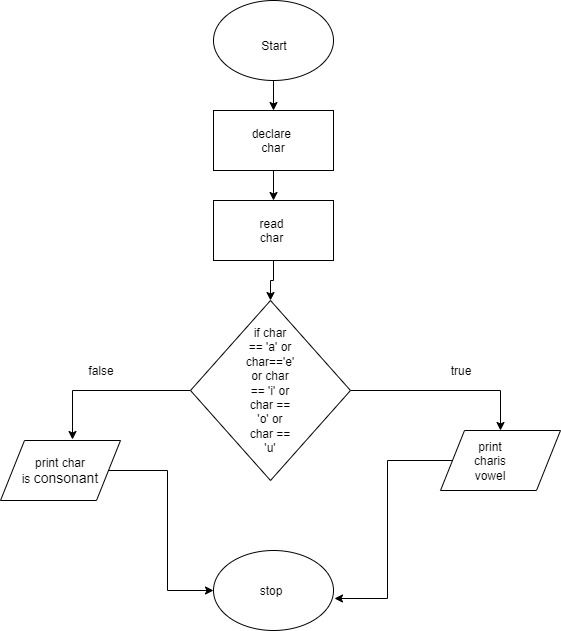 Start
declare
char
read
char
if char
== 'a' or
char=='e'
or char
== 'i' or
char ==
'o' or
char ==
'u'
false
true
print char
is consonant
print
charis
vowel
stop